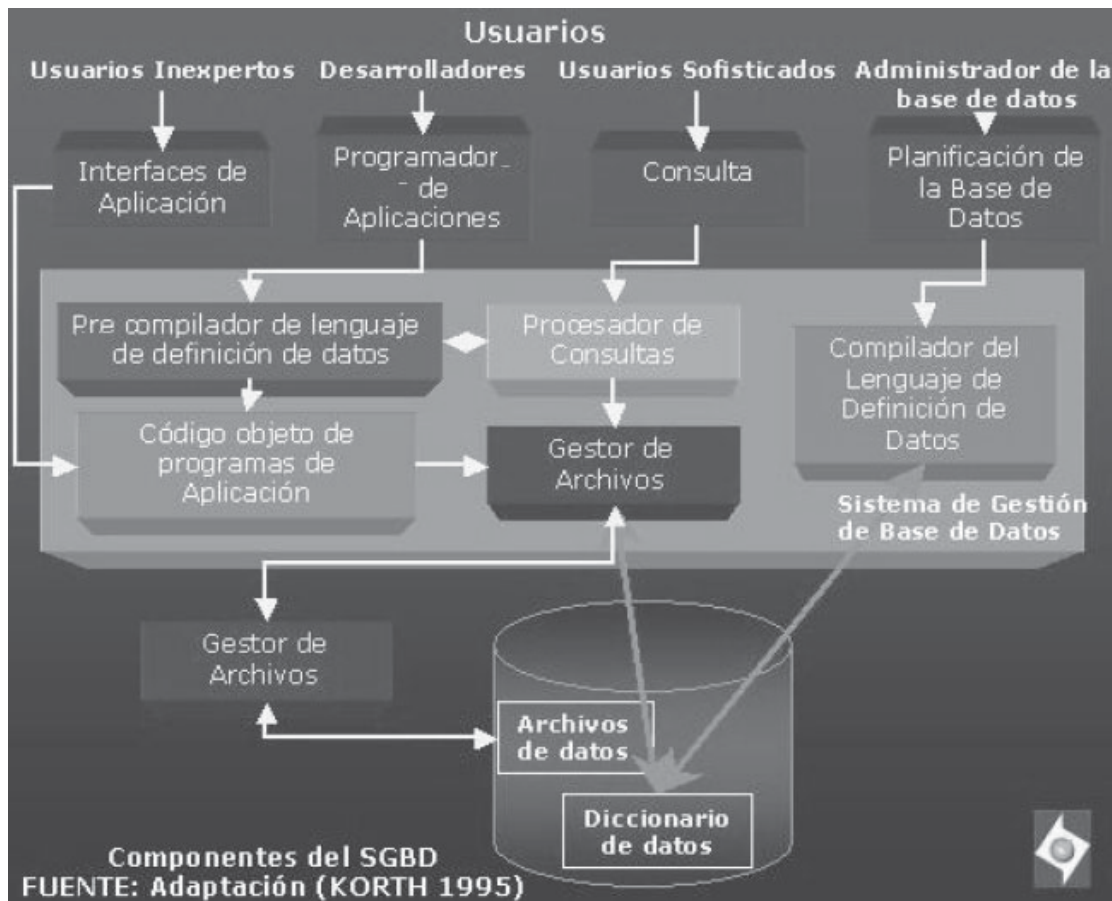 Usuarios
Usuarios Inexpertos
Desarrolladores
Usuarios Sofisticados
Administrador de la
base de datos
Interfaces de
Aplicación
Programador_
- de
Aplicaciones
Consulta
Planificación de
la Base de
Datos
Pre compilador de lenguaje
de definición de datos
Procesador de
Consultas
Compilador del
Lenguaje de
Definición de
Datos
Código objeto de
programas de
Aplicación
Gestor de
Archivos
Sistema de Gestión
de Base de Datos
Gestor de
Archivos
Archivos
de datos
Diccionario
de datos
Componentes del SGBD
FUENTE: Adaptación (KORTH 1995)